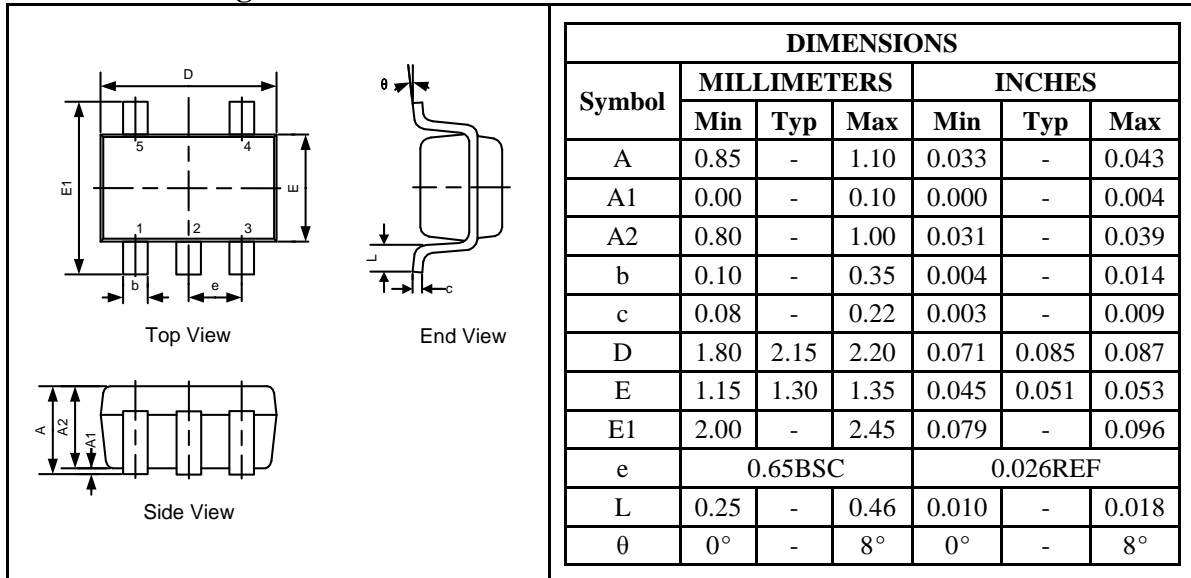 D
5 4
E1
E
1 2 3
b
e
Top View
θ
L
c
End View
A
A2
A1
Side View
DIMENSIONS
Symbol MILLIMETERS INCHES
Min Typ Max Min Typ Max
A 0.85 - 1.10 0.033 - 0.043
A1 0.00 - 0.10 0.000 - 0.004
A2 0.80 - 1.00 0.031 - 0.039
b 0.10 - 0.35 0.004 - 0.014
c 0.08 - 0.22 0.003 - 0.009
D 1.80 2.15 2.20 0.071 0.085 0.087
E 1.15 1.30 1.35 0.045 0.051 0.053
E1 2.00 - 2.45 0.079 - 0.096
e 0.65BSC 0.026REF
L 0.25 - 0.46 0.010 - 0.018
θ 0° - 8° 0° - 8°